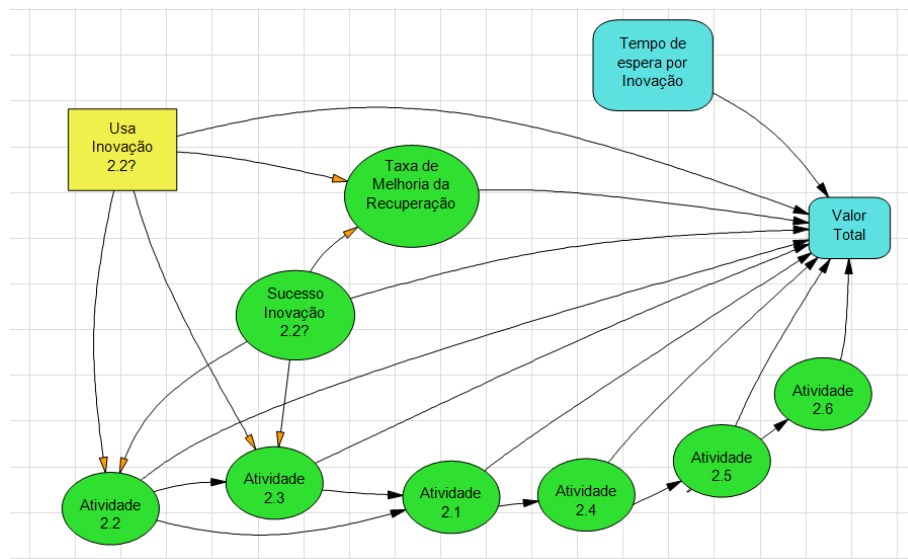 Tempo de
espera por
Inovação
Usa
Inovação
2.2?
Taxa de
Melhoria da
Recuperação
Valor
Total
Sucesso
Inovação
2.2?
Atividade
2.6
Atividade
2.5
Atividade
2.3
Atividade
2.1
Atividade
2.4
Atividade
2.2